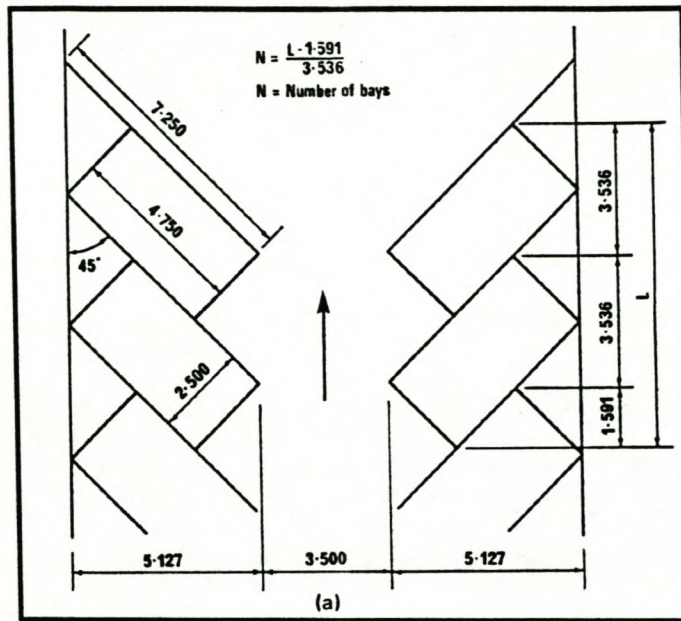 N = L-1·591
3·536
N = Number of bays
7·250
4·750
45°
2·500
3·536
3·536
L
1·591
5·127
3·500
5·127
(a)